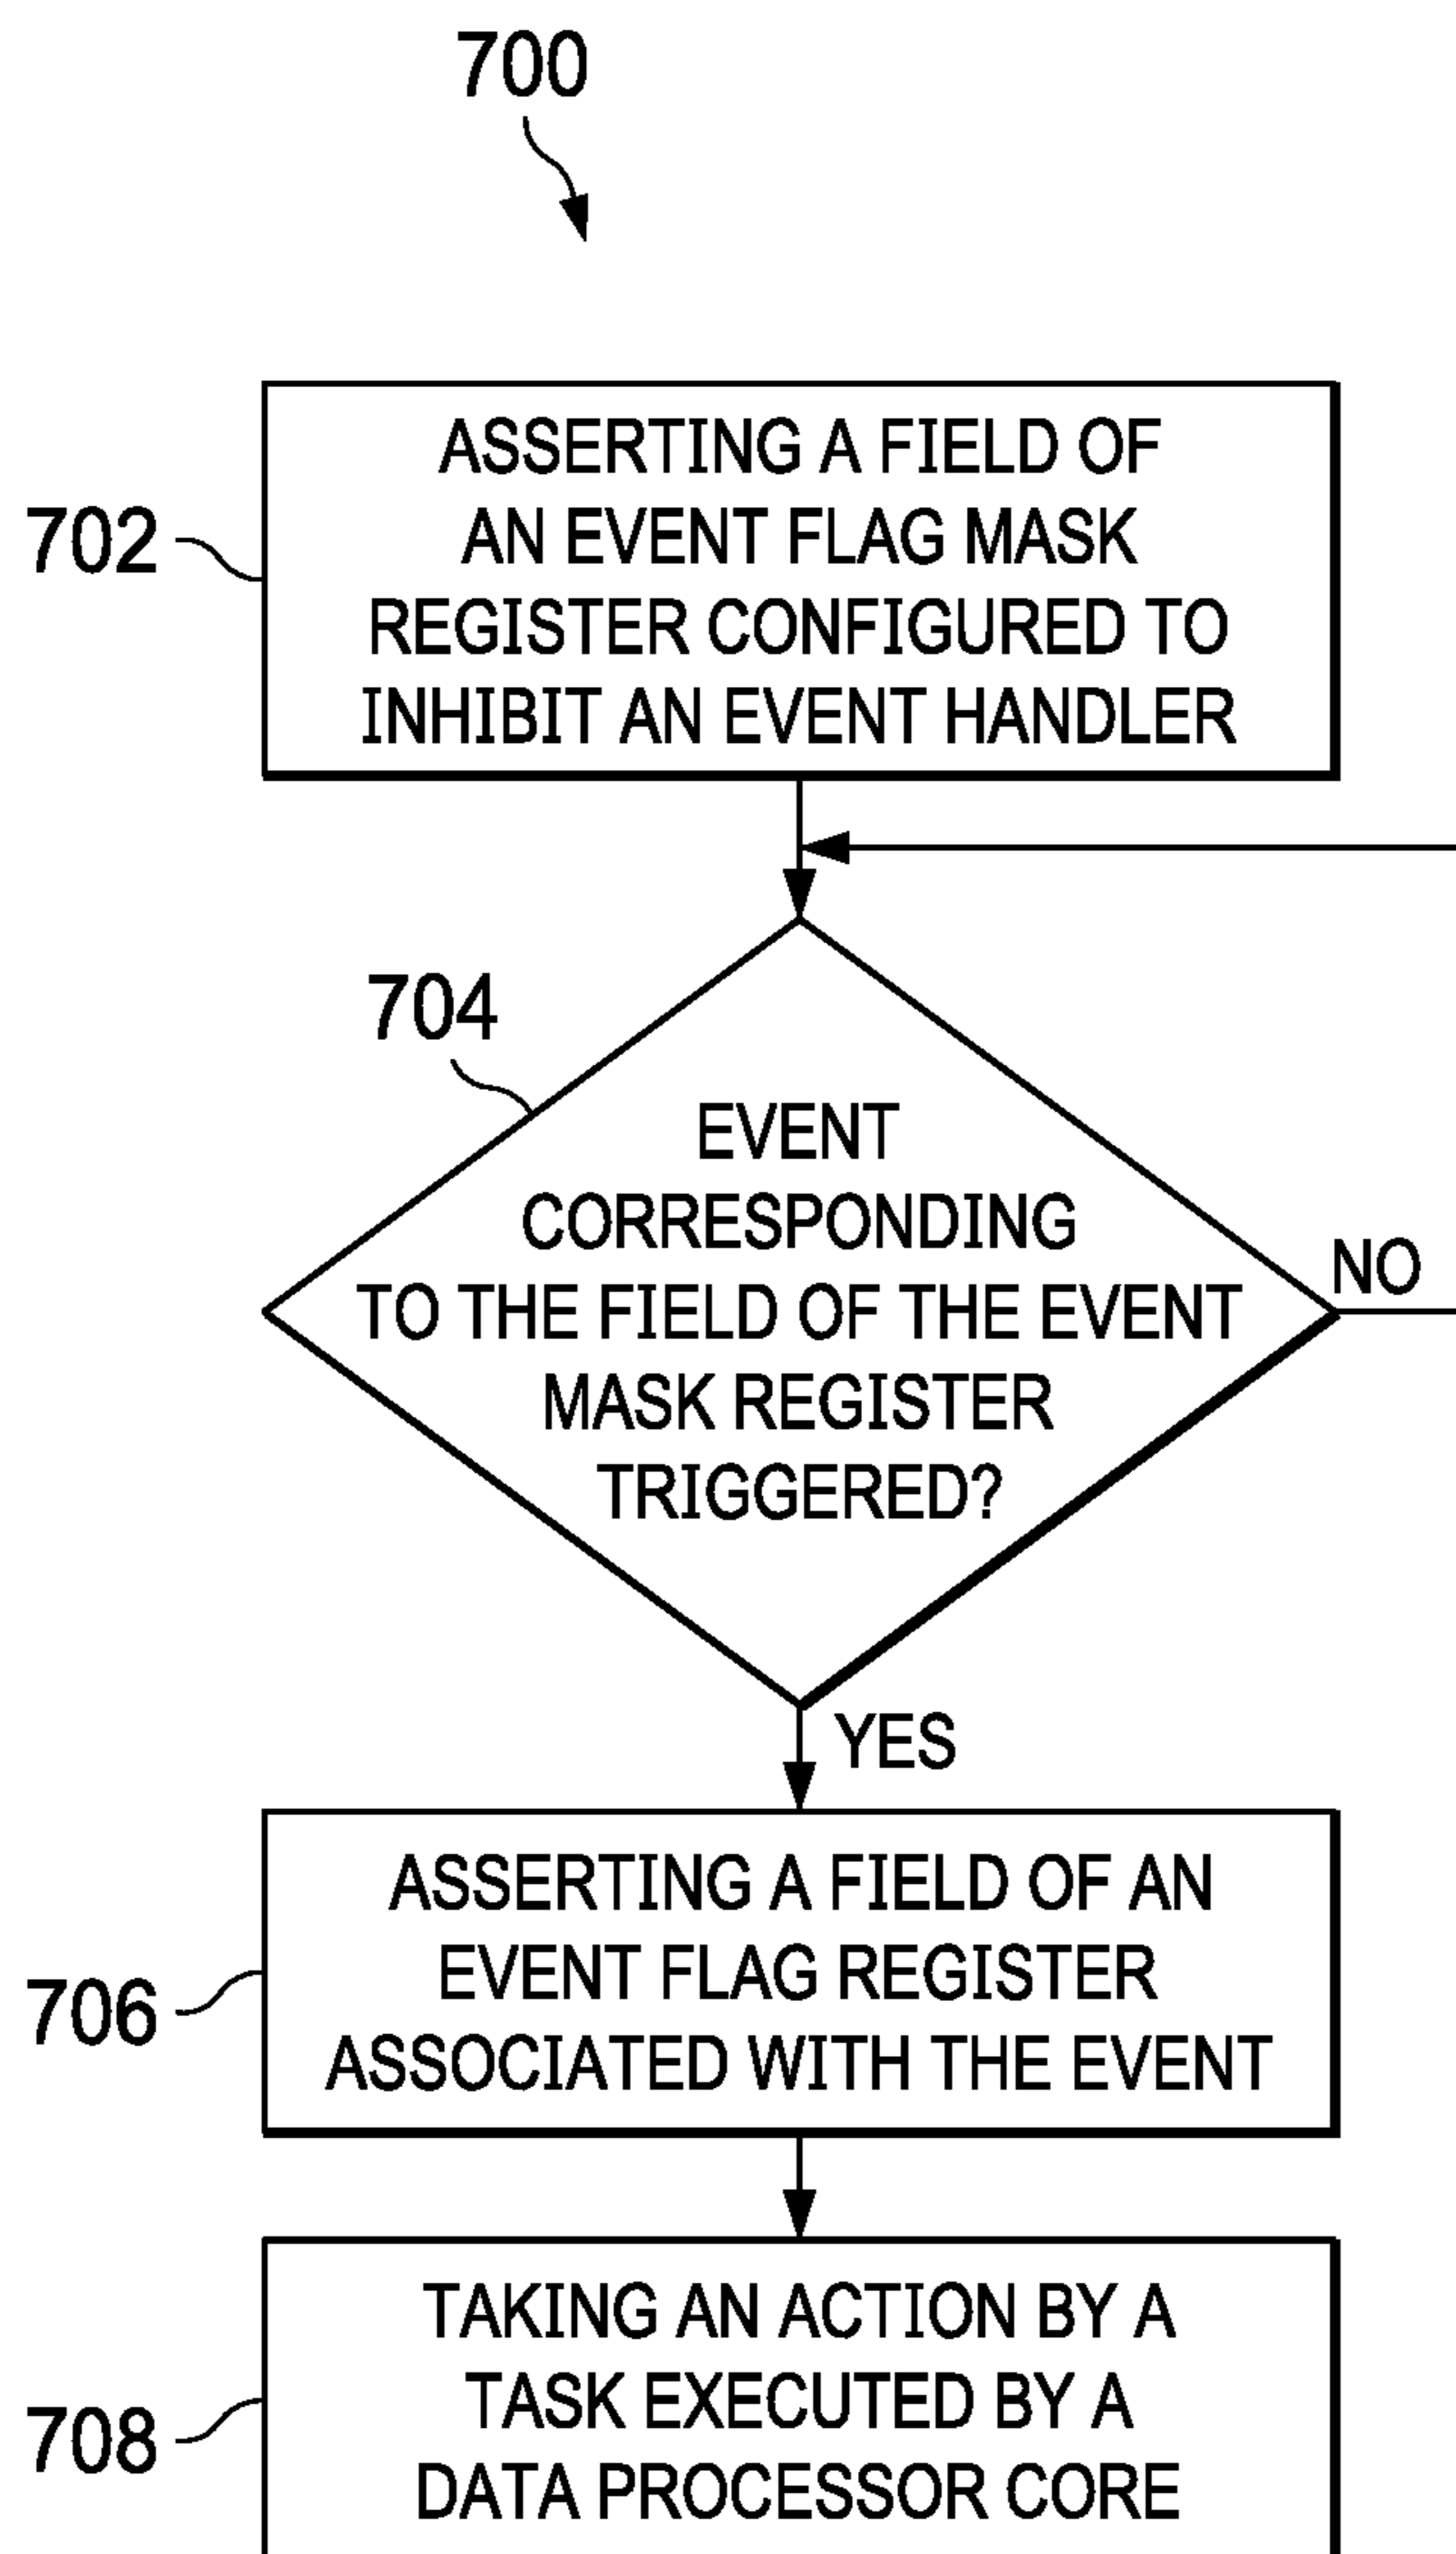 700
702
ASSERTING A FIELD OF
AN EVENT FLAG MASK
REGISTER CONFIGURED TO
INHIBIT AN EVENT HANDLER
704
EVENT
CORRESPONDING
TO THE FIELD OF THE EVENT
MASK REGISTER
TRIGGERED?
NO
YES
706
ASSERTING A FIELD OF AN
EVENT FLAG REGISTER
ASSOCIATED WITH THE EVENT
708
TAKING AN ACTION BY A
TASK EXECUTED BY A
DATA PROCESSOR CORE